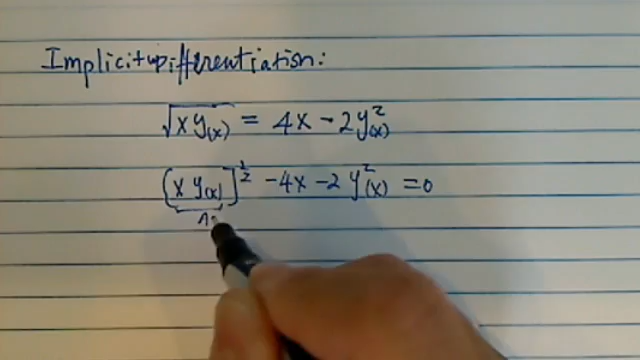 Implicit Differentiation:
√(x y(x)) = 4x - 2y²(x)
[x y(x)]^(1/2) - 4x - 2y²(x) = 0